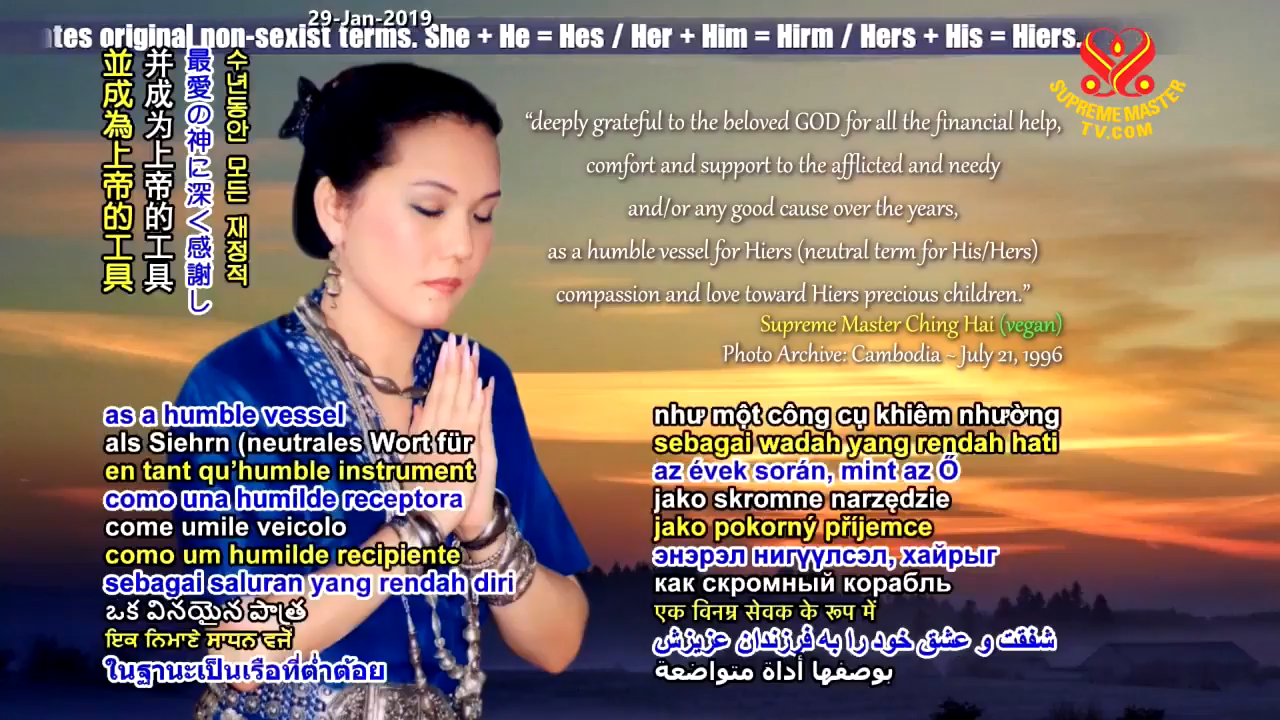 29-Jan-2019
tes original non-sexist terms. She + He = Hes / Her + Him = Hirm / Hers + His = Hiers.
SUPREME MASTER
TV.COM
“deeply grateful to the beloved GOD for all the financial help,
comfort and support to the afflicted and needy
and/or any good cause over the years,
as a humble vessel for Hiers (neutral term for His/Hers)
compassion and love toward Hiers precious children.”
Supreme Master Ching Hai (vegan)
Photo Archive: Cambodia ~ July 21, 1996
수년동안 모든 재정적
最愛の神に深く感謝し
并成为上帝的工具
並成為上帝的工具
as a humble vessel
als Siehrn (neutrales Wort für
en tant qu’humble instrument
como una humilde receptora
come umile veicolo
como um humilde recipiente
sebagai saluran yang rendah diri
ఒక వినయైన పాత్ర
ਇਕ ਨਿਮਾਣੇ ਸਾਧਨ ਵਜੋਂ
ในฐานะเป็นเรือที่ต่ำต้อย
như một công cụ khiêm nhường
sebagai wadah yang rendah hati
az évek során, mint az Ő
jako skromne narzędzie
jako pokorný příjemce
энэрэл нигүүлсэл, хайрыг
как скромный корабль
एक विनम्र सेवक के रूप में
شفقت و عشق خود را به فرزندان عزیزش
بوصفها أداة متواضعة